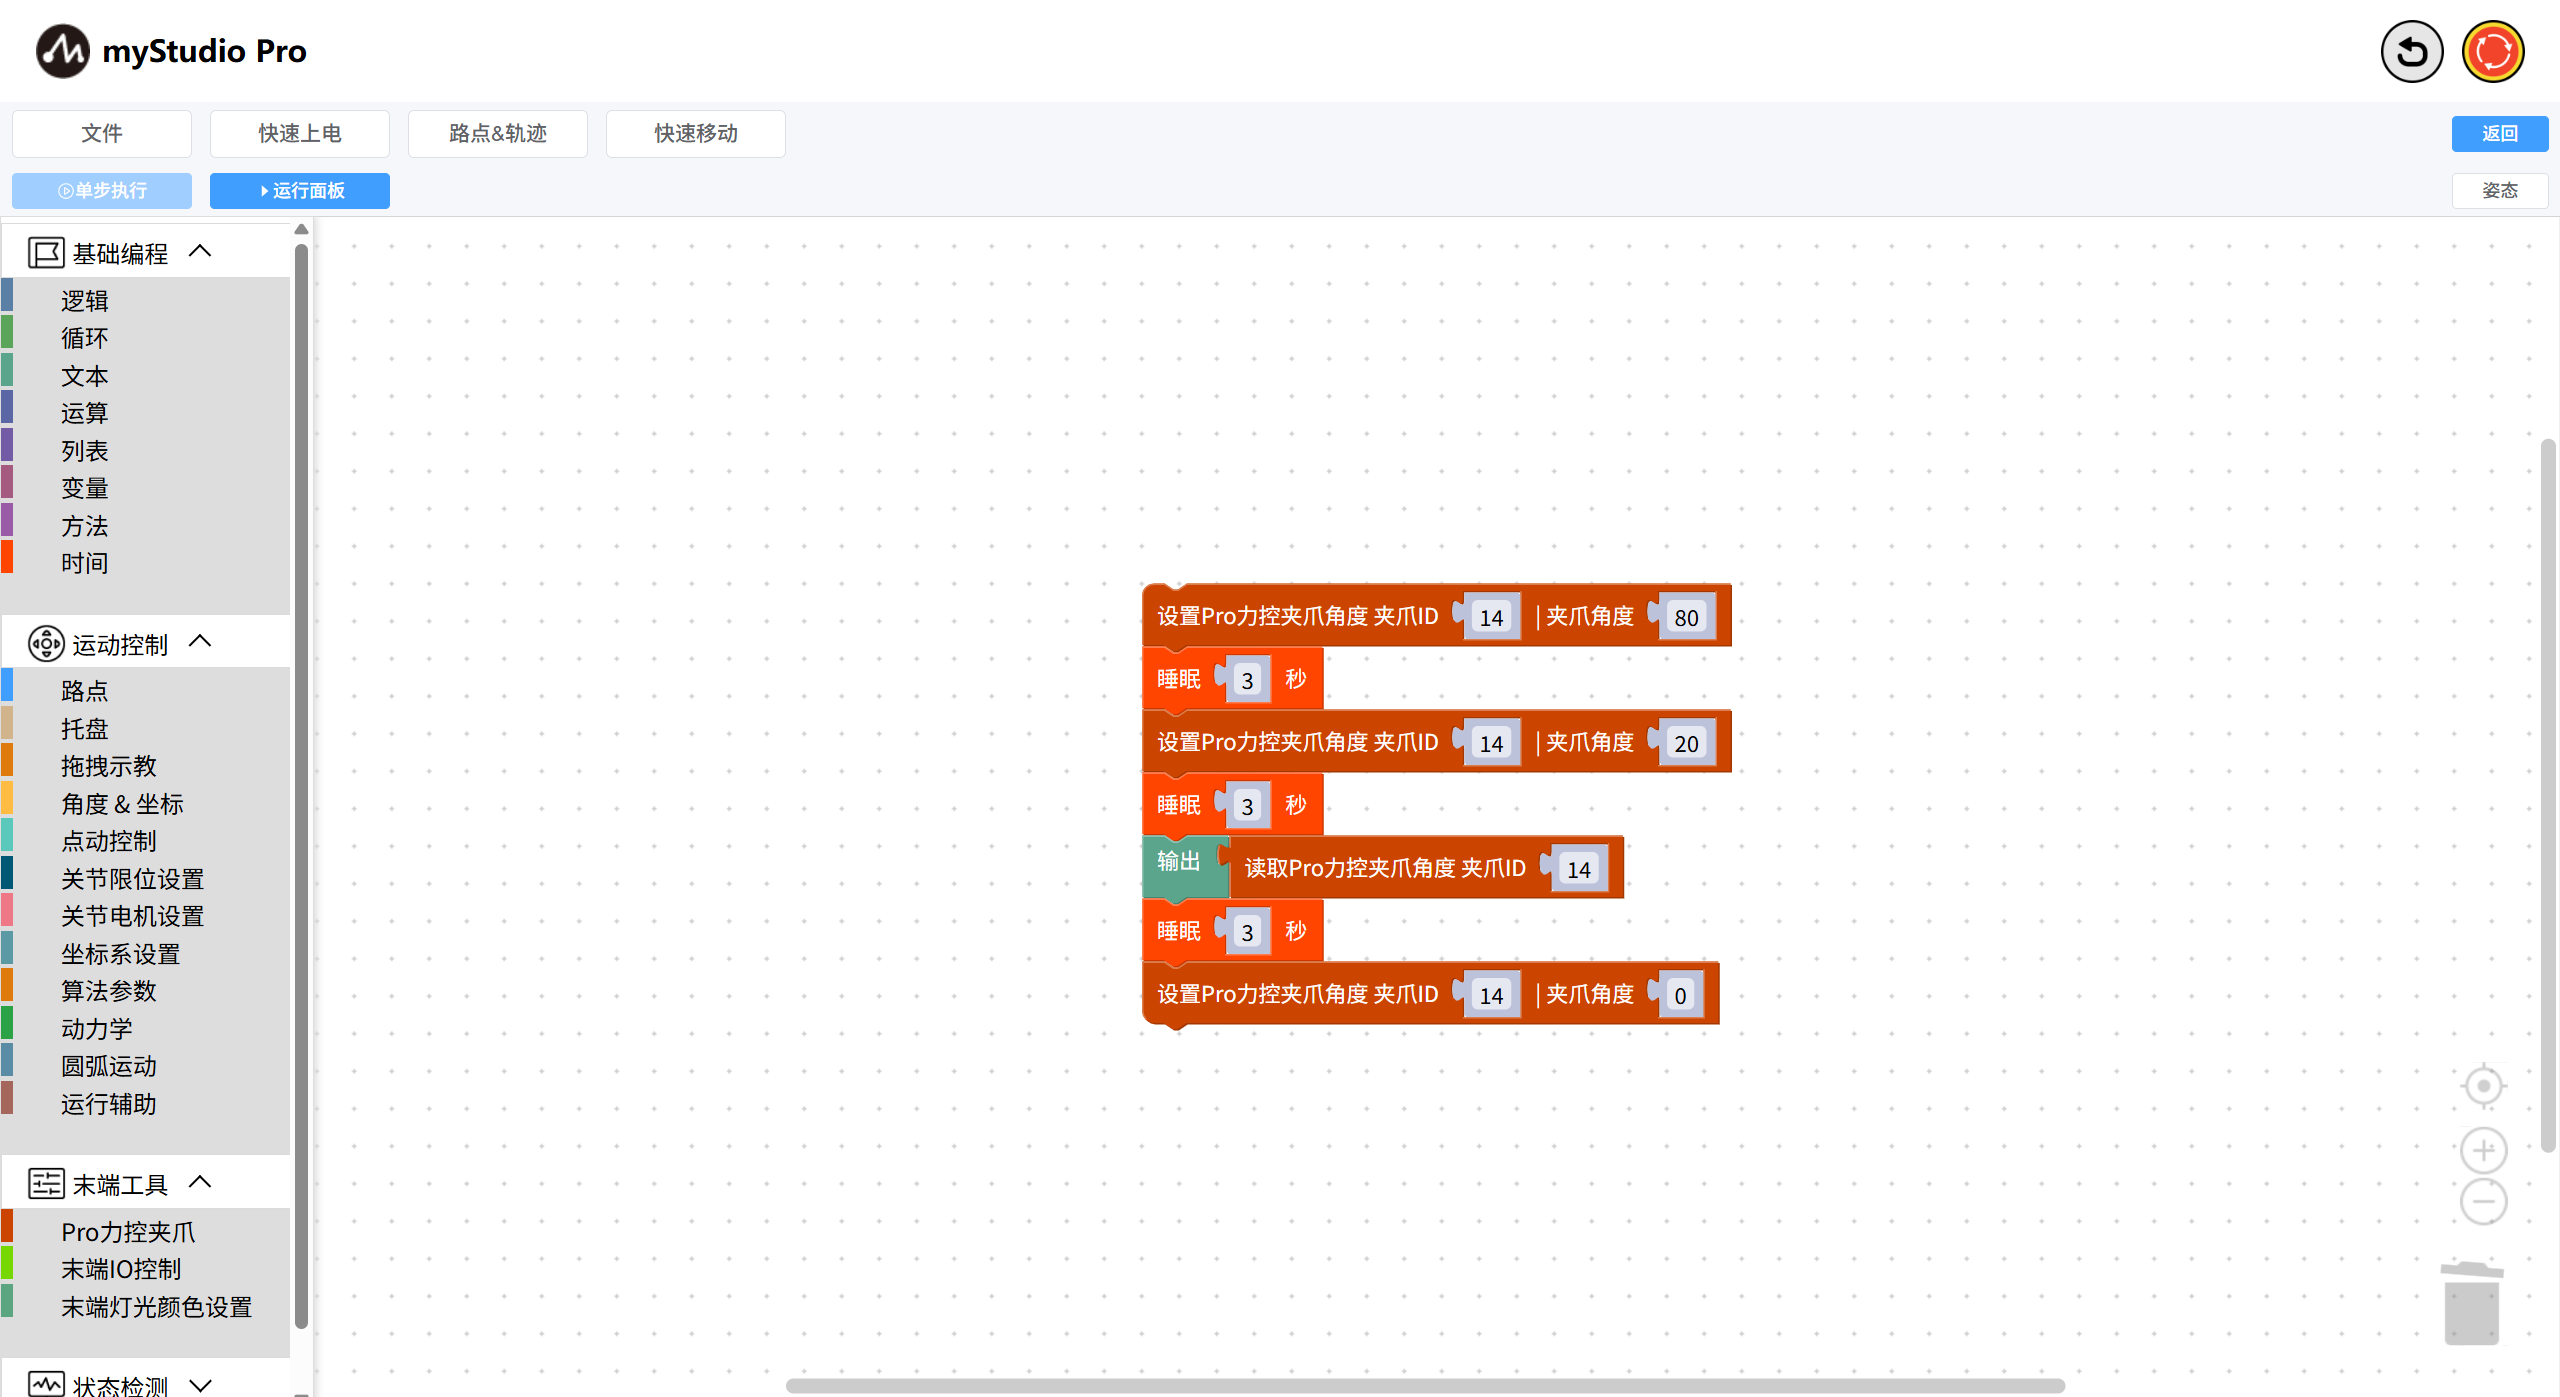 myStudio Pro
文件
快速上电
路点&轨迹
快速移动
返回
单步执行
运行面板
姿态
基础编程
逻辑
循环
文本
运算
列表
变量
方法
时间
运动控制
路点
托盘
拖拽示教
角度 & 坐标
点动控制
关节限位设置
关节电机设置
坐标系设置
算法参数
动力学
圆弧运动
运行辅助
末端工具
Pro力控夹爪
末端IO控制
末端灯光颜色设置
状态检测
设置Pro力控夹爪角度 夹爪ID 14 | 夹爪角度 80
睡眠 3 秒
设置Pro力控夹爪角度 夹爪ID 14 | 夹爪角度 20
睡眠 3 秒
输出 读取Pro力控夹爪角度 夹爪ID 14
睡眠 3 秒
设置Pro力控夹爪角度 夹爪ID 14 | 夹爪角度 0